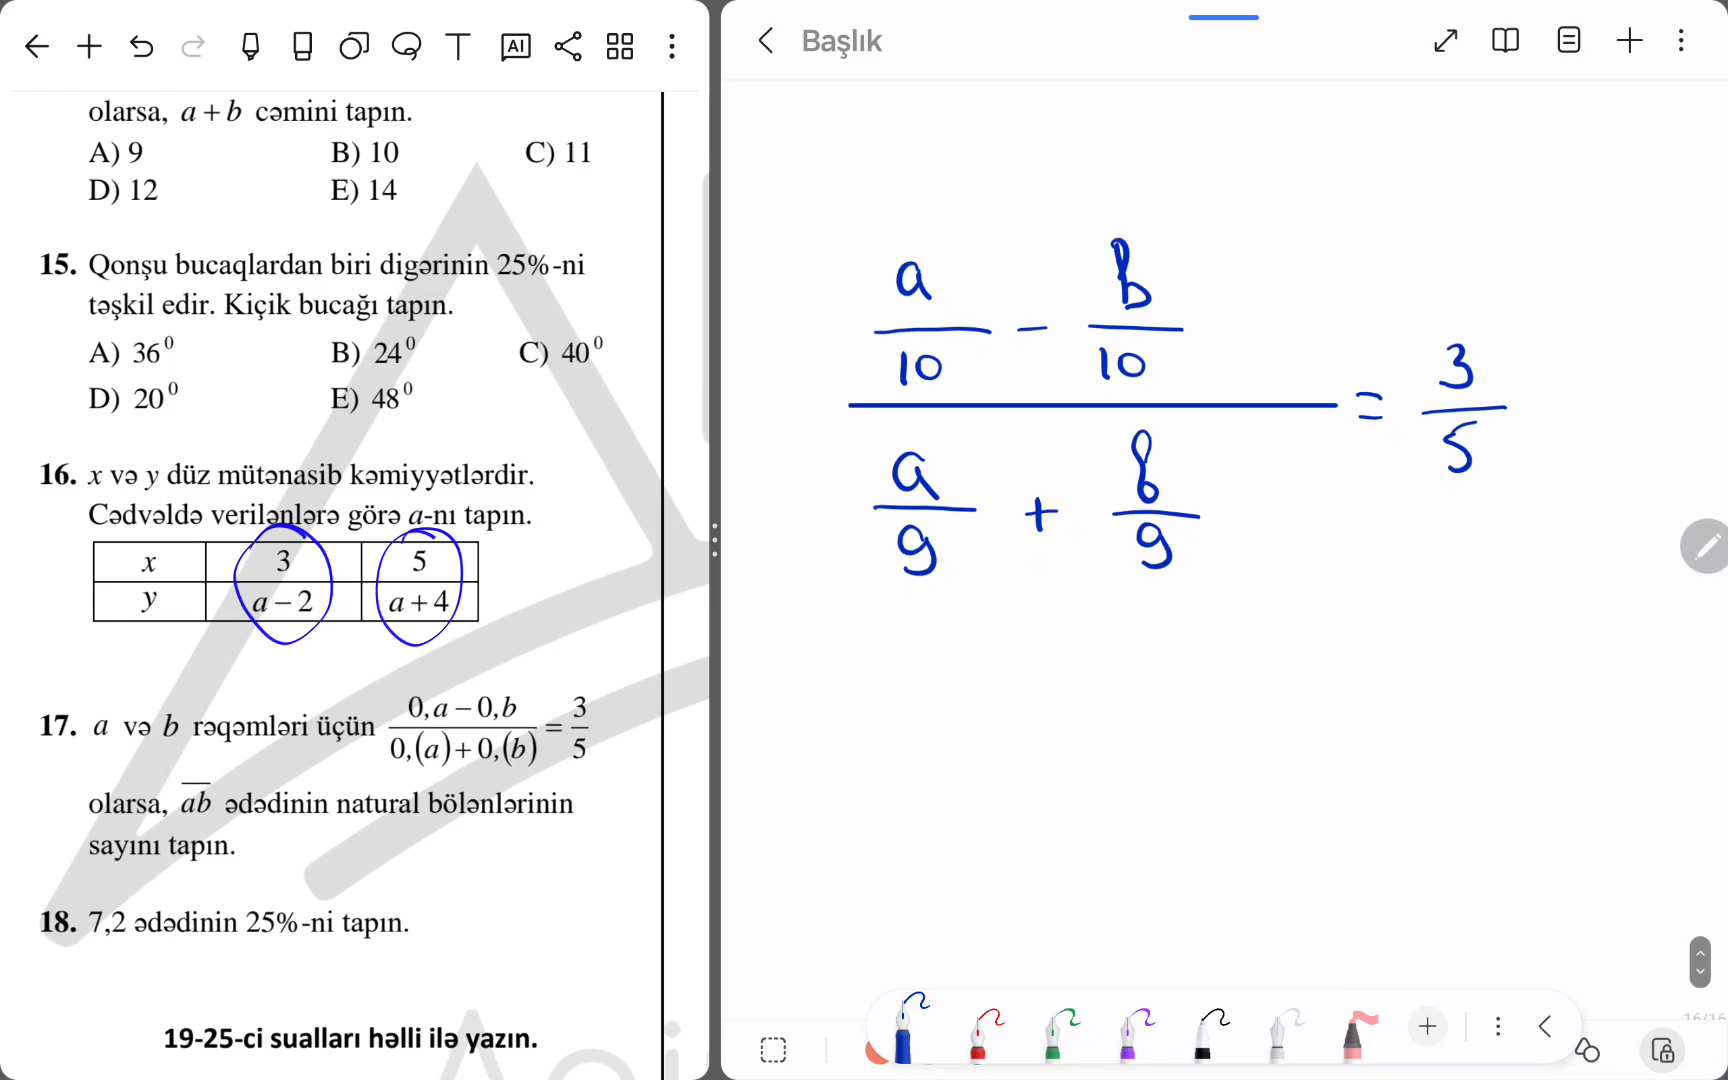 olarsa, a + b cəmini tapın.
A) 9 B) 10 C) 11
D) 12 E) 14
15. Qonşu bucaqlardan biri digərinin 25%-ni
təşkil edir. Kiçik bucağı tapın.
A) 36⁰ B) 24⁰ C) 40⁰
D) 20⁰ E) 48⁰
16. x və y düz mütənasib kəmiyyətlərdir.
Cədvəldə verilənlərə görə a-nı tapın.
x 3 5
y a − 2 a + 4
17. a və b rəqəmləri üçün (0,a − 0,b)/(0,(a) + 0,(b)) = 3/5
olarsa, a̅b̅ ədədinin natural bölənlərinin
sayını tapın.
18. 7,2 ədədinin 25%-ni tapın.
19-25-ci sualları həlli ilə yazın.
AI
Başlık
(a/10 − b/10)/(a/9 + b/9) = 3/5
16/16